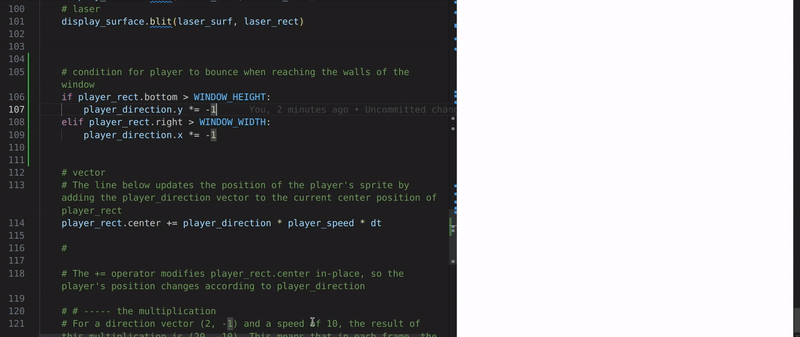 100 # laser
101 display_surface.blit(laser_surf, laser_rect)
102
103
104
105 # condition for player to bounce when reaching the walls of the
window
106 if player_rect.bottom > WINDOW_HEIGHT:
107 player_direction.y *= -1 You, 2 minutes ago • Uncommitted chan
108 elif player_rect.right > WINDOW_WIDTH:
109 player_direction.x *= -1
110
111
112 # vector
113 # The line below updates the position of the player's sprite by
adding the player_direction vector to the current center position of
player_rect
114 player_rect.center += player_direction * player_speed * dt
115
116 #
117
118 # The += operator modifies player_rect.center in-place, so the
player's position changes according to player_direction
119
120 # # ----- the multiplication
121 # For a direction vector (2, -1) and a speed of 10, the result of
this multiplication is (20, -10). This means that in each frame, the